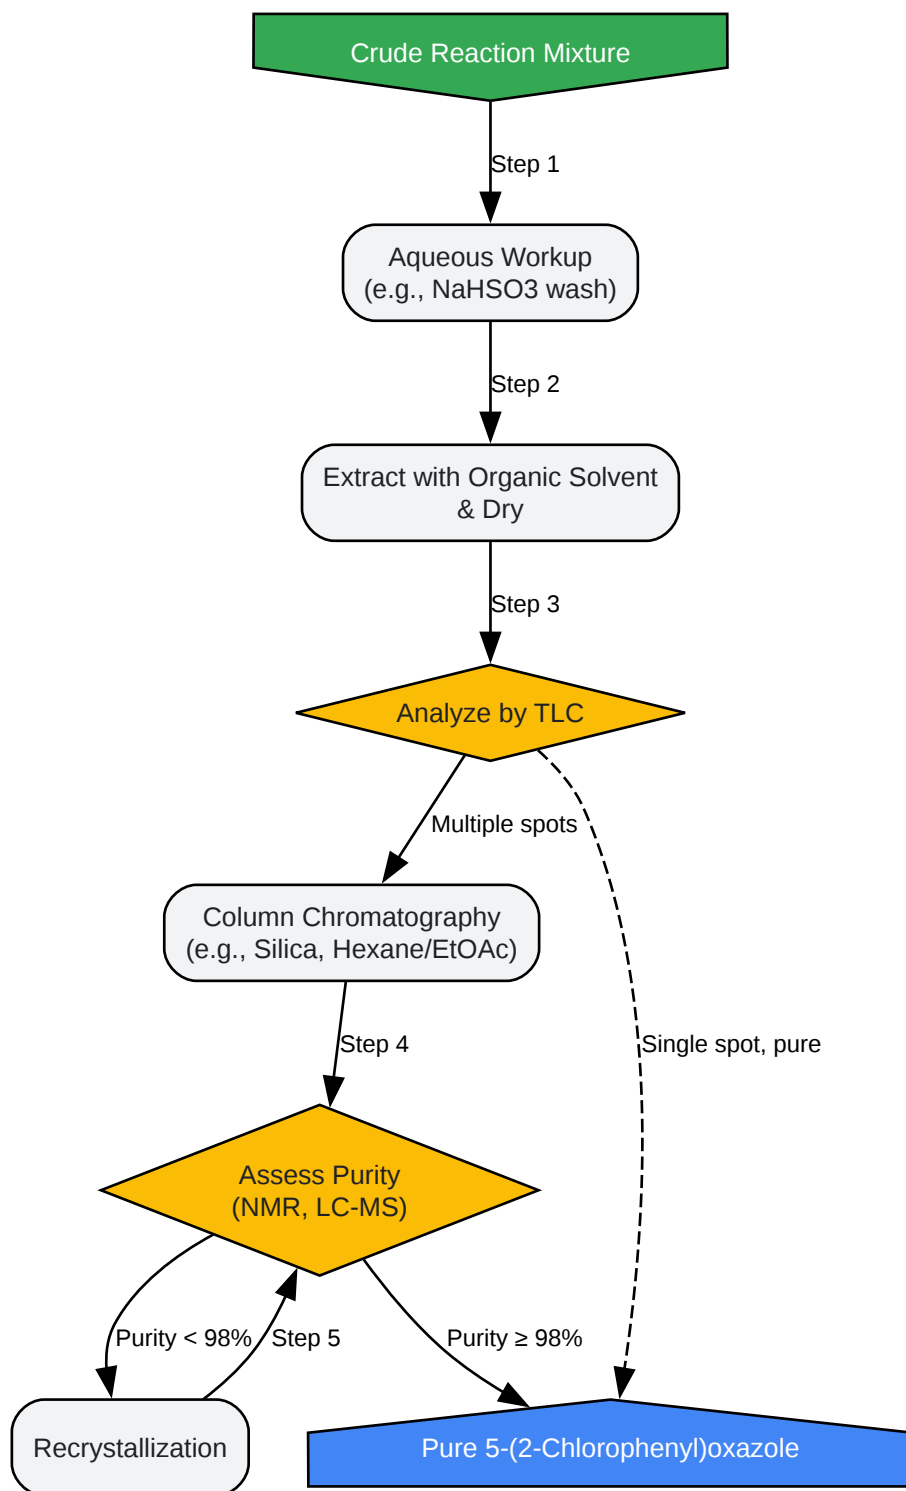 Crude Reaction Mixture
Step 1
Aqueous Workup
(e.g., NaHSO3 wash)
Step 2
Extract with Organic Solvent
& Dry
Step 3
Analyze by TLC
Multiple spots
Column Chromatography
(e.g., Silica, Hexane/EtOAc)
Step 4
Single spot, pure
Assess Purity
(NMR, LC-MS)
Purity < 98%
Step 5
Purity ≥ 98%
Recrystallization
Pure 5-(2-Chlorophenyl)oxazole